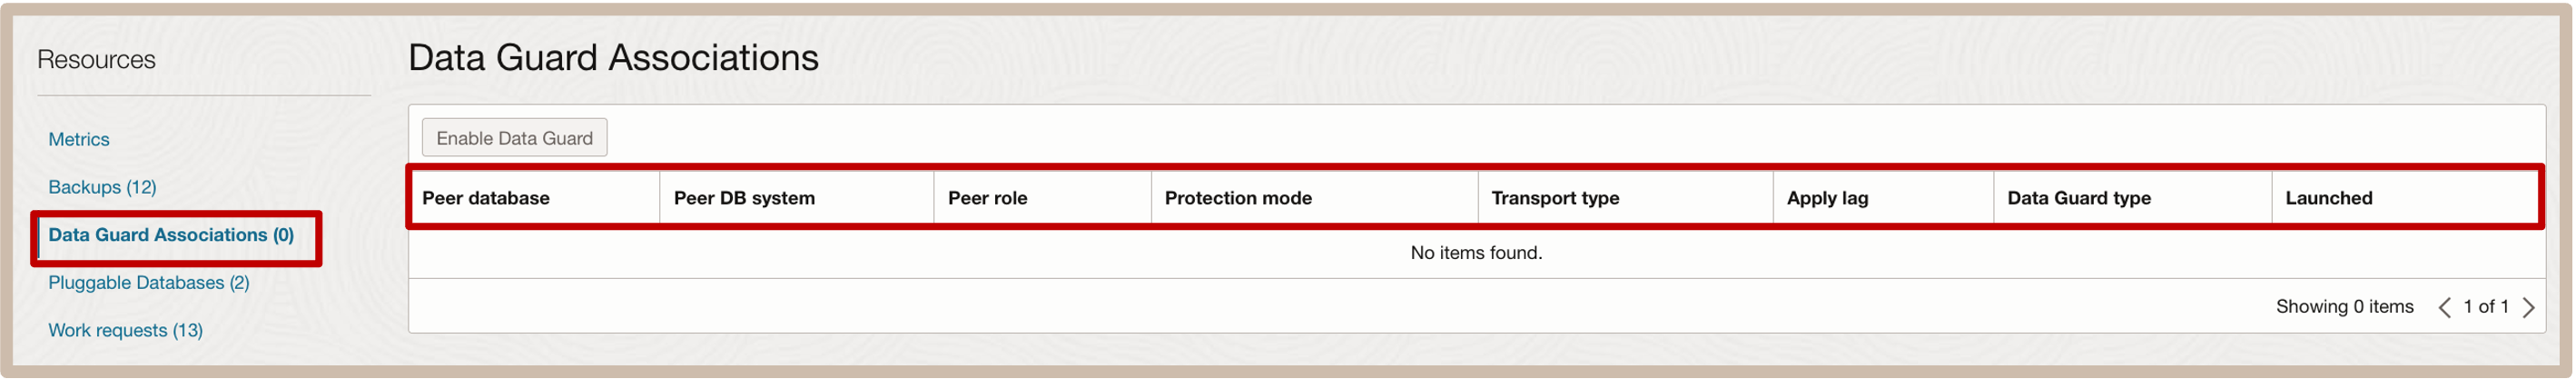 Resources
Metrics
Backups (12)
Data Guard Associations (0)
Pluggable Databases (2)
Work requests (13)
Data Guard Associations
Enable Data Guard
Peer database Peer DB system Peer role Protection mode Transport type Apply lag Data Guard type Launched
No items found.
Showing 0 items < 1 of 1 >